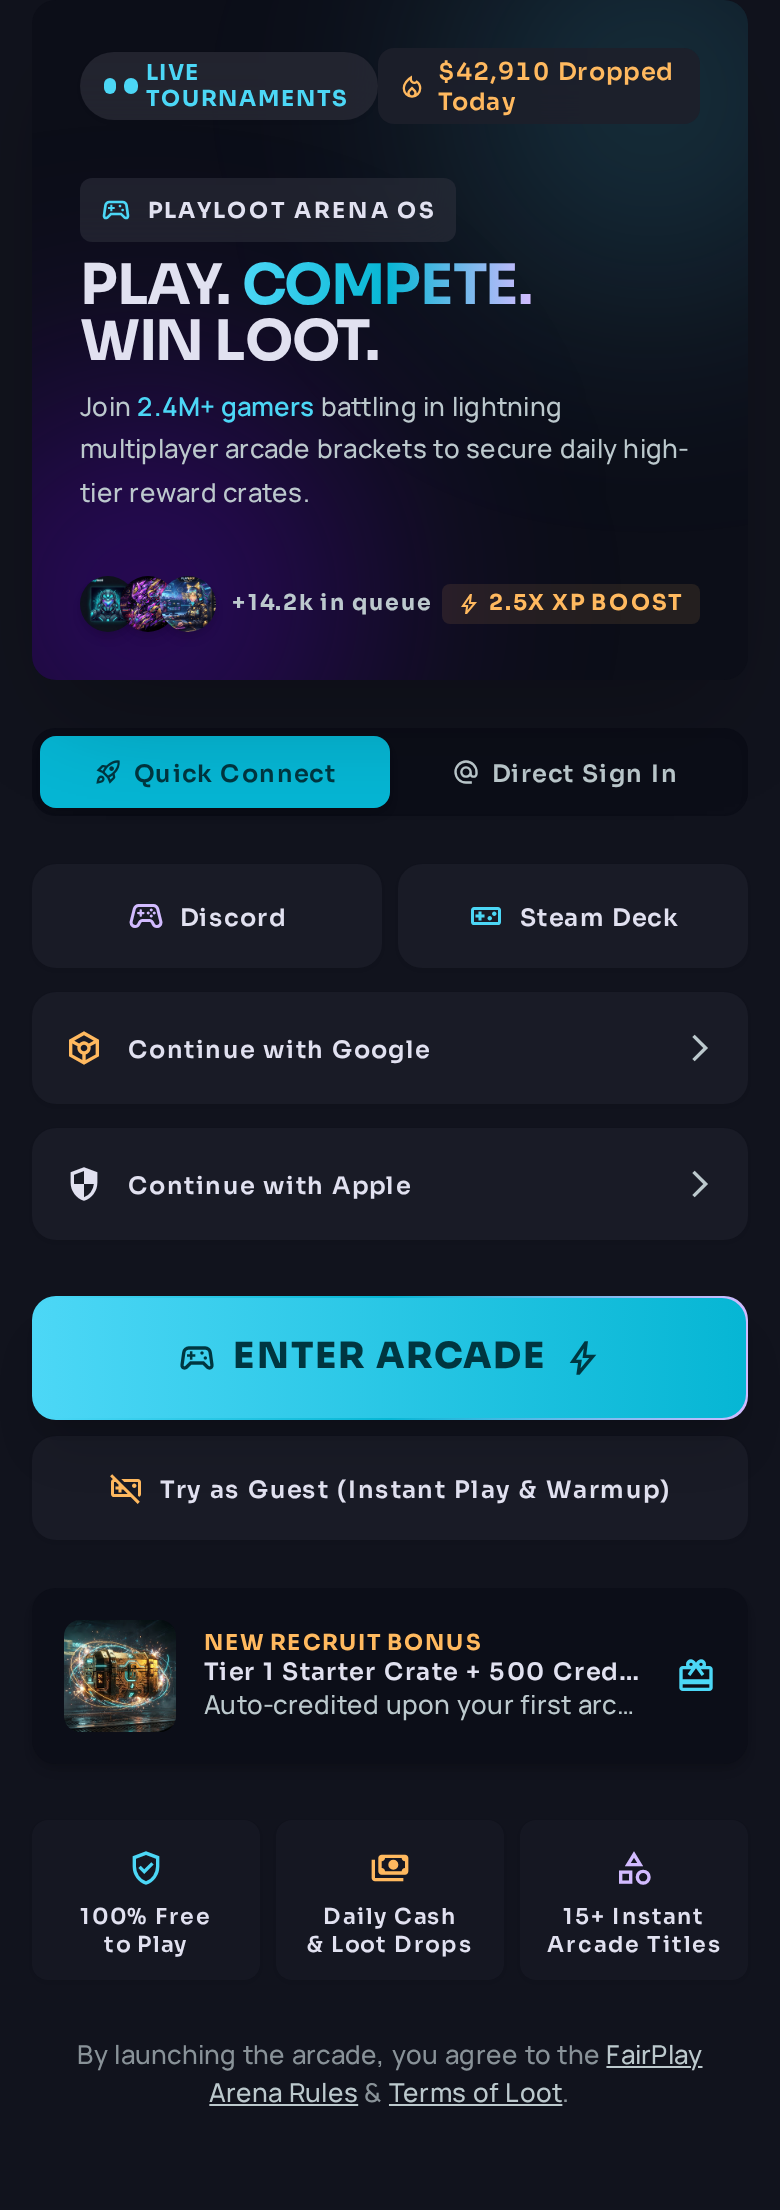 LIVE
TOURNAMENTS
$42,910 Dropped
Today
PLAYLOOT ARENA OS
PLAY. COMPETE.
WIN LOOT.
Join 2.4M+ gamers battling in lightning
multiplayer arcade brackets to secure daily high-
tier reward crates.
+14.2k in queue
2.5X XP BOOST
Quick Connect
Direct Sign In
Discord
Steam Deck
Continue with Google
Continue with Apple
ENTER ARCADE
Try as Guest (Instant Play & Warmup)
NEW RECRUIT BONUS
Tier 1 Starter Crate + 500 Cred...
Auto-credited upon your first arc...
100% Free
to Play
Daily Cash
& Loot Drops
15+ Instant
Arcade Titles
By launching the arcade, you agree to the FairPlay
Arena Rules & Terms of Loot.